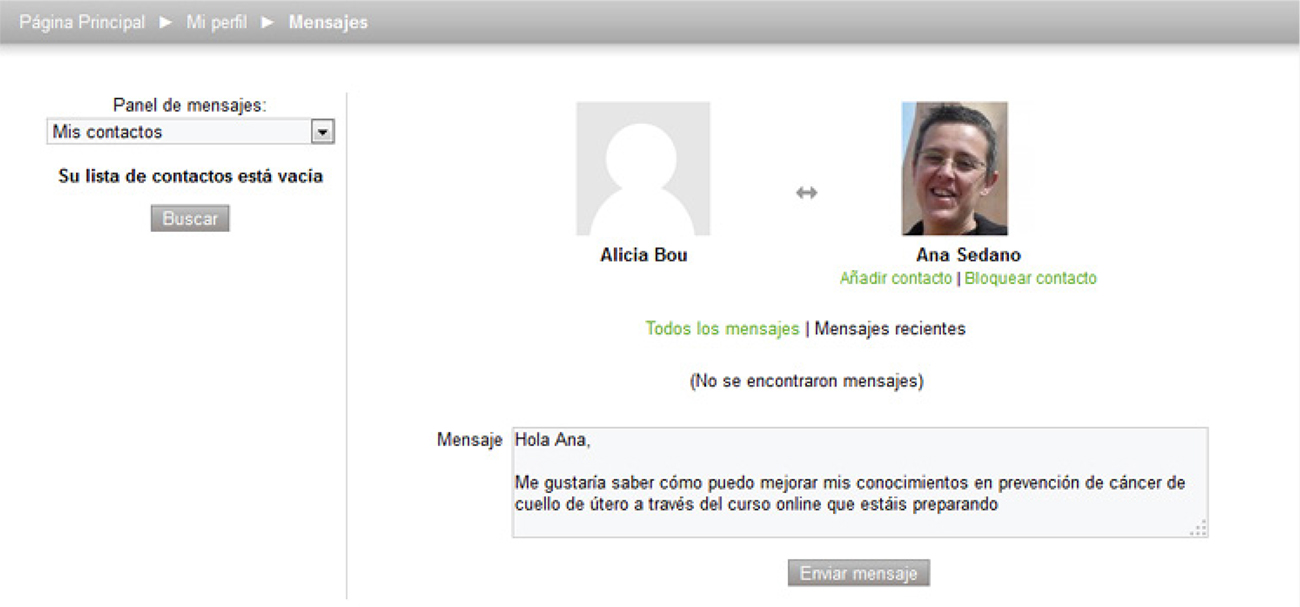 Página Principal ► Mi perfil ► Mensajes
Panel de mensajes:
Mis contactos
Su lista de contactos está vacía
Buscar
Alicia Bou
Ana Sedano
Añadir contacto | Bloquear contacto
Todos los mensajes | Mensajes recientes
(No se encontraron mensajes)
Mensaje
Hola Ana,
Me gustaría saber cómo puedo mejorar mis conocimientos en prevención de cáncer de
cuello de útero a través del curso online que estáis preparando
Enviar mensaje